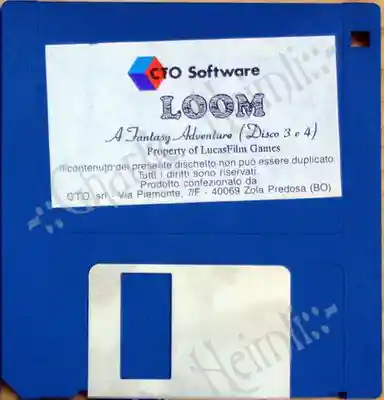 CTO Software
LOOM
A Fantasy Adventure (Disco 3 e 4)
Property of LucasFilm Games
Il contenuto del presente dischetto non può essere duplicato
Tutti i diritti sono riservati.
Prodotto confezionato da
CTO srl - Via Piemonte, 7/F - 40069 Zola Predosa (BO)
Heimli::-